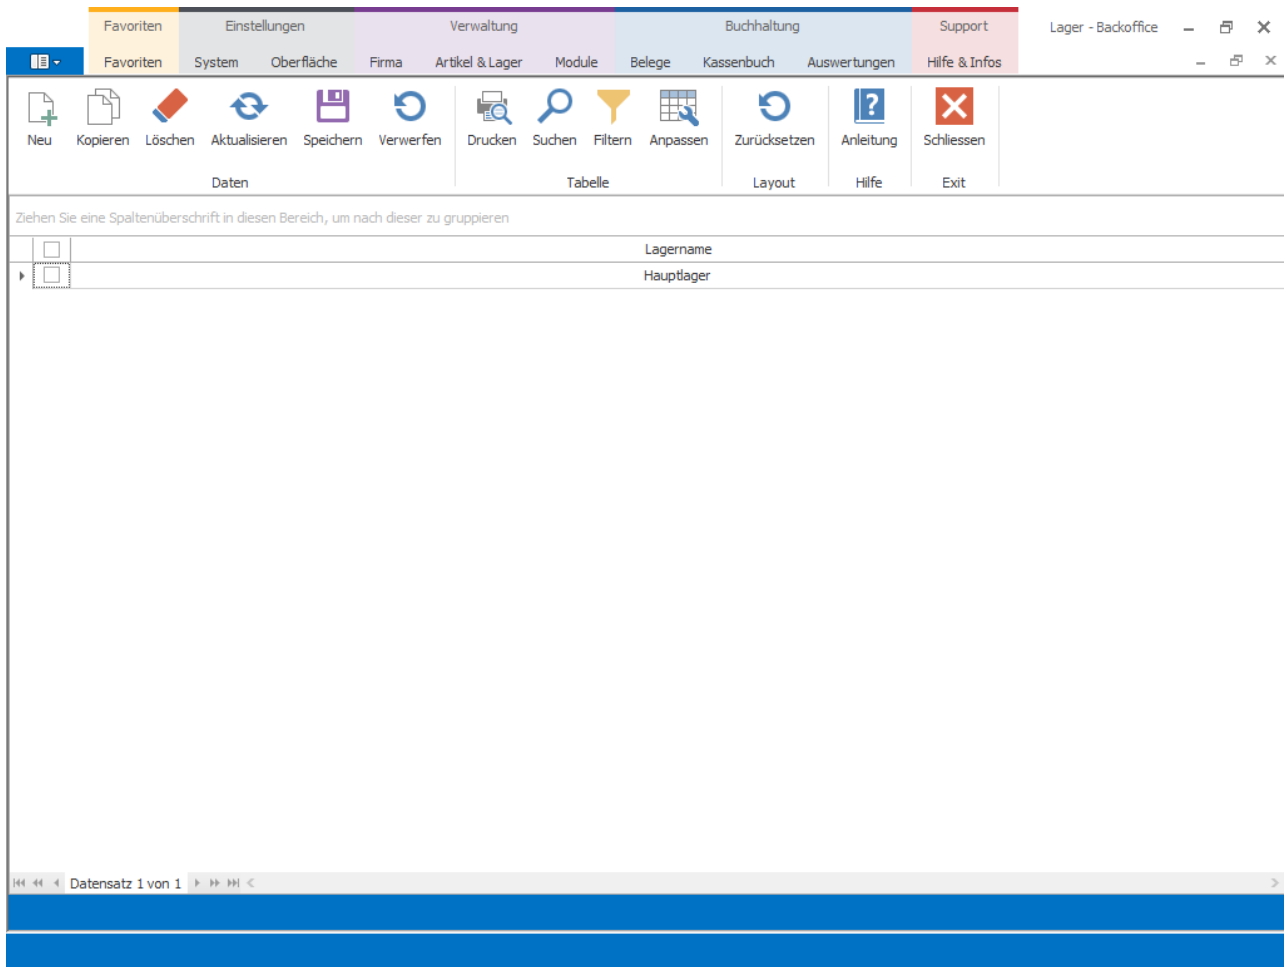 Favoriten Einstellungen Verwaltung Buchhaltung Support Lager - Backoffice
Favoriten System Oberfläche Firma Artikel & Lager Module Belege Kassenbuch Auswertungen Hilfe & Infos
Neu Kopieren Löschen Aktualisieren Speichern Verwerfen Drucken Suchen Filtern Anpassen Zurücksetzen Anleitung Schliessen
Daten Tabelle Layout Hilfe Exit
Ziehen Sie eine Spaltenüberschrift in diesen Bereich, um nach dieser zu gruppieren
Lagername
Hauptlager
Datensatz 1 von 1